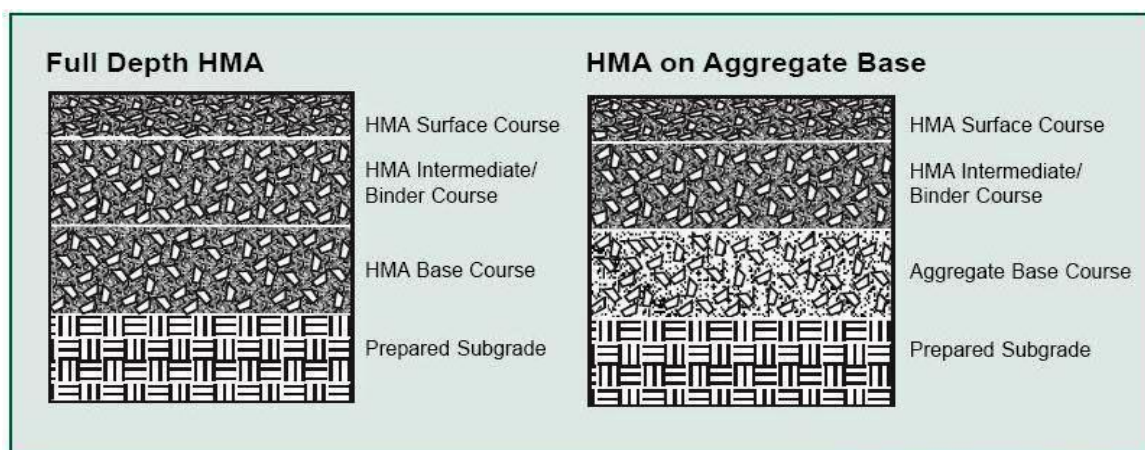 Full Depth HMA
HMA Surface Course
HMA Intermediate/
Binder Course
HMA Base Course
Prepared Subgrade
HMA on Aggregate Base
HMA Surface Course
HMA Intermediate/
Binder Course
Aggregate Base Course
Prepared Subgrade